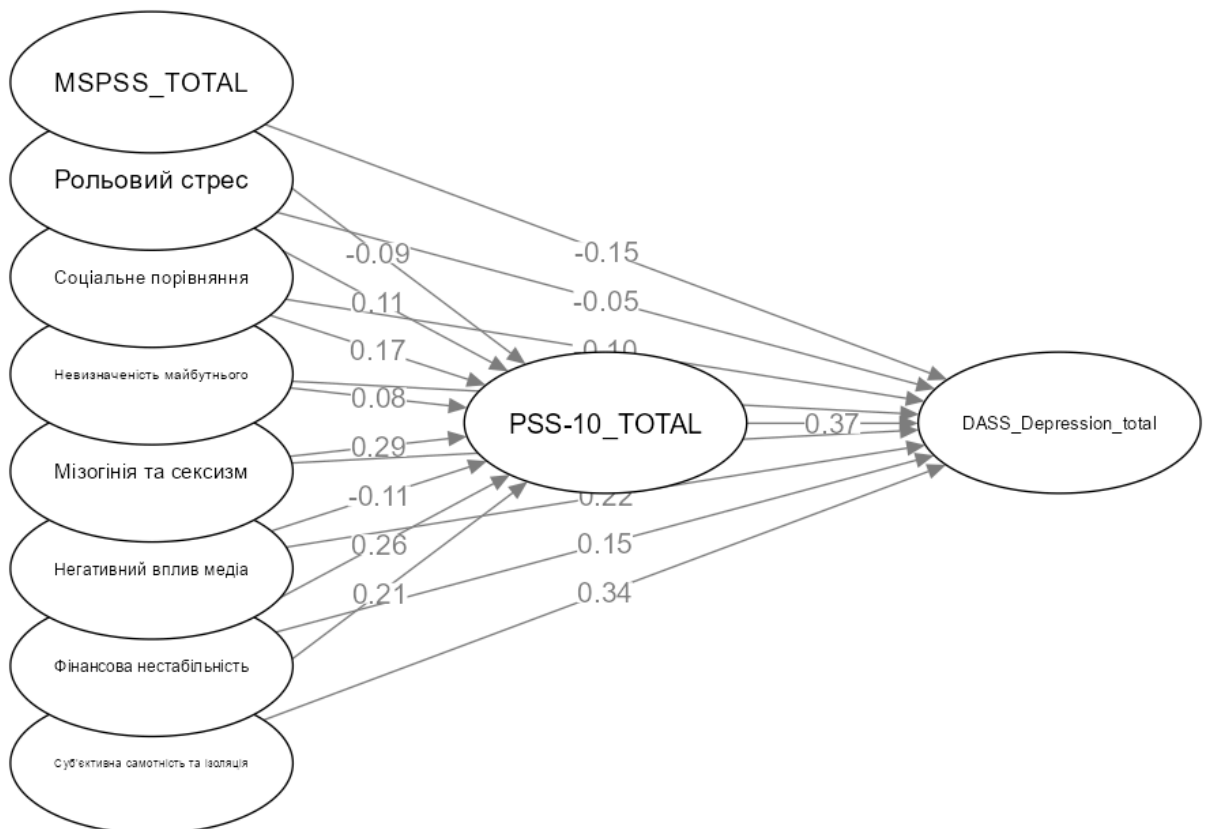 MSPSS_TOTAL
Рольовий стрес
Соціальне порівняння
Невизначеність майбутнього
Мізогінія та сексизм
Негативний вплив медіа
Фінансова нестабільність
Суб'єктивна самотність та ізоляція
-0.09
0.11
0.17
0.08
0.29
-0.11
0.26
0.21
PSS-10_TOTAL
-0.15
-0.05
0.10
0.37
0.22
0.15
0.34
DASS_Depression_total